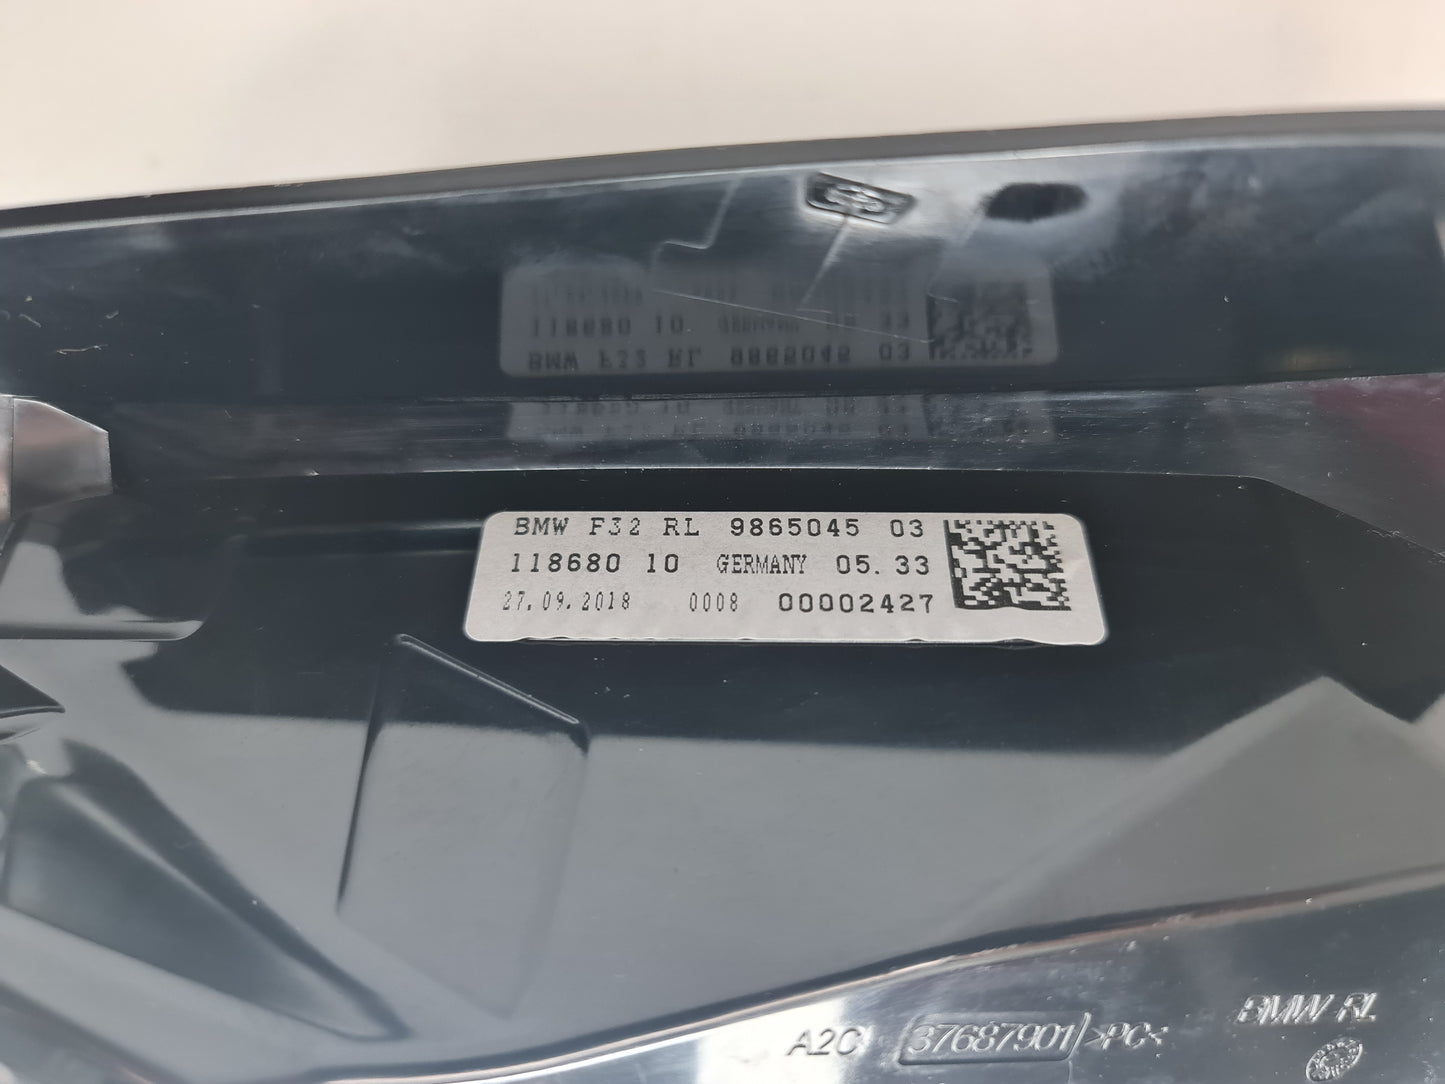 BMW F32 RL 9865045 03
118680 10 GERMANY 05.33
27.09.2018 0008 00002427
BMW RL
A2C 37687901 >PC<